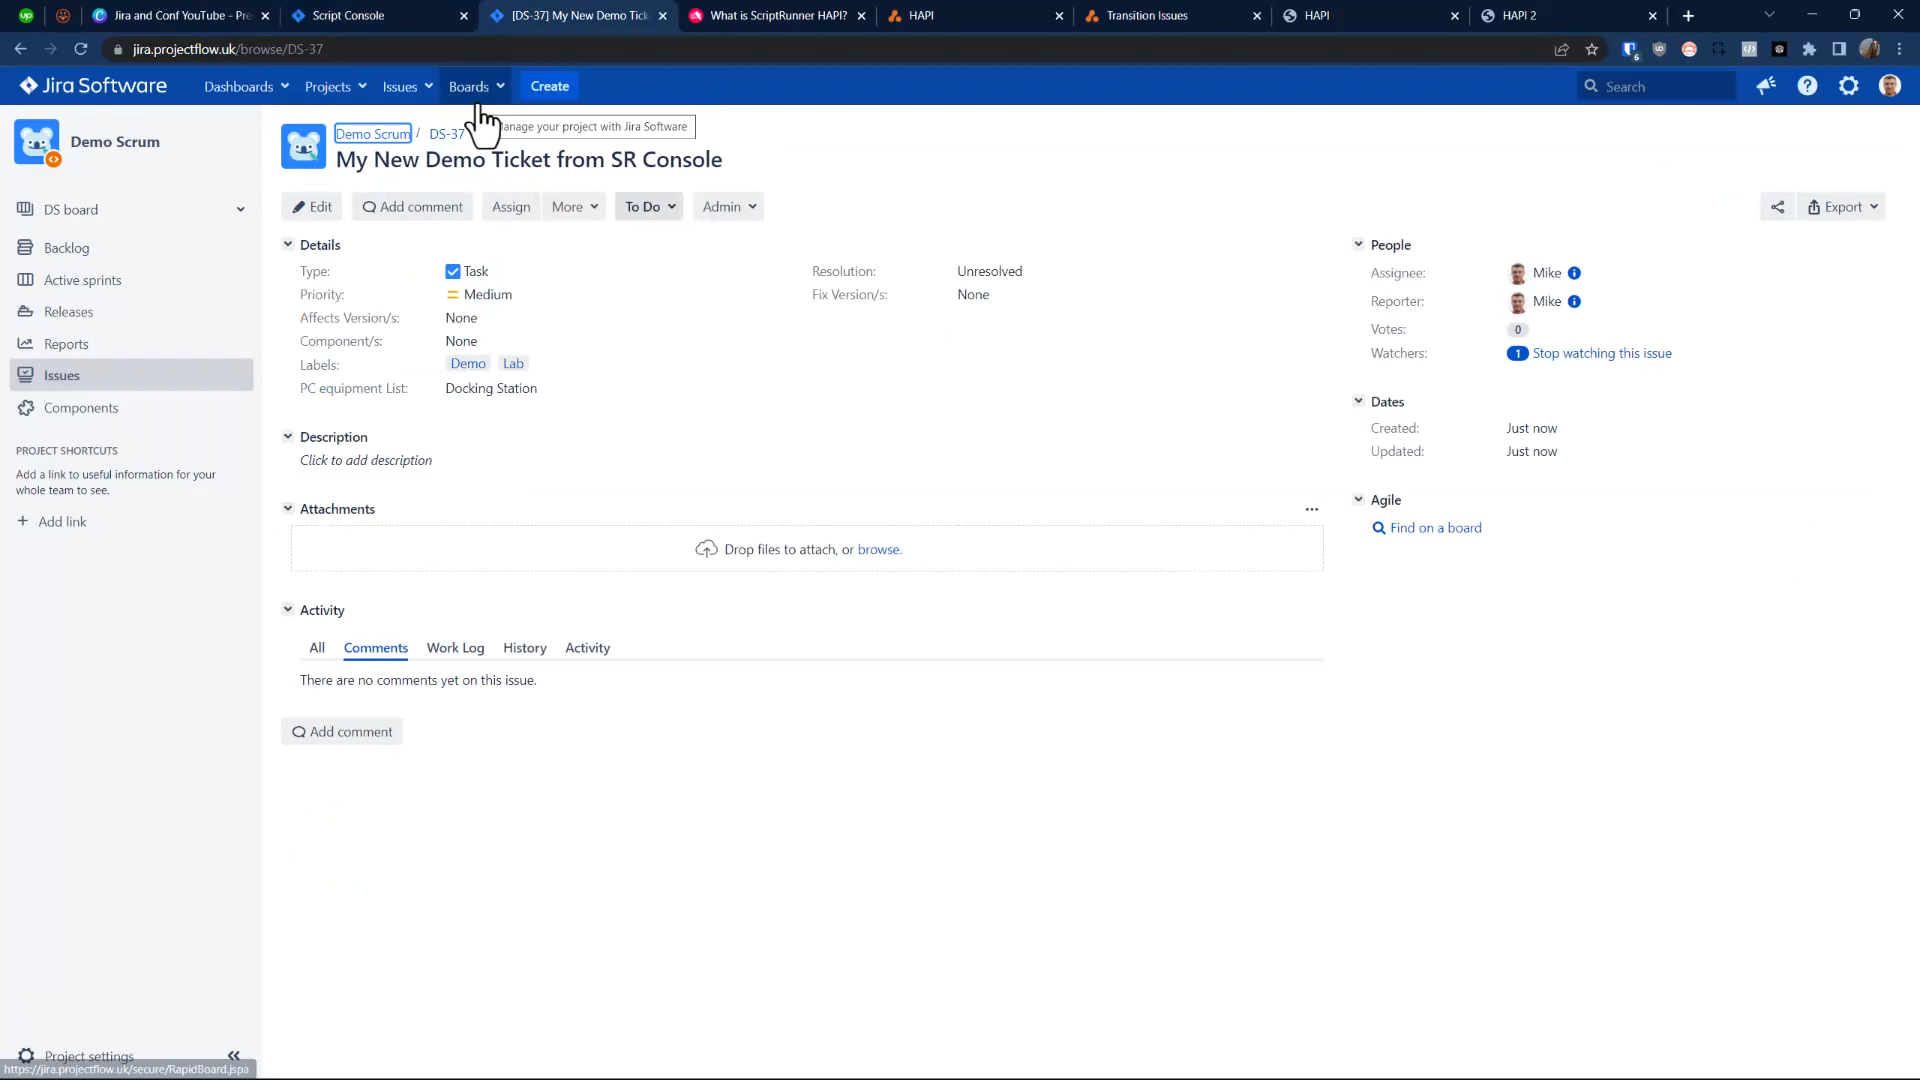 Jira and Conf YouTube - Pre
Script Console
[DS-37] My New Demo Tick
What is ScriptRunner HAPI?
HAPI
Transition Issues
HAPI
HAPI 2
jira.projectflow.uk/browse/DS-37
Jira Software
Dashboards
Projects
Issues
Boards
Create
Search
Demo Scrum
DS board
Backlog
Active sprints
Releases
Reports
Issues
Components
PROJECT SHORTCUTS
Add a link to useful information for your
whole team to see.
+ Add link
Project settings
https://jira.projectflow.uk/secure/RapidBoard.jspa
Demo Scrum / DS-37
anage your project with Jira Software
My New Demo Ticket from SR Console
Edit
Add comment
Assign
More
To Do
Admin
Export
Details
Type: Task
Priority: Medium
Affects Version/s: None
Component/s: None
Labels: Demo Lab
PC equipment List: Docking Station
Resolution: Unresolved
Fix Version/s: None
Description
Click to add description
Attachments
Drop files to attach, or browse.
Activity
All
Comments
Work Log
History
Activity
There are no comments yet on this issue.
Add comment
People
Assignee: Mike
Reporter: Mike
Votes: 0
Watchers: 1 Stop watching this issue
Dates
Created: Just now
Updated: Just now
Agile
Find on a board